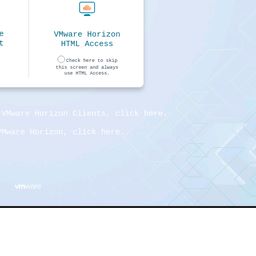 e
t
VMware Horizon
HTML Access
Check here to skip
this screen and always
use HTML Access.
VMware Horizon Clients, click here.
VMware Horizon, click here.
vmware